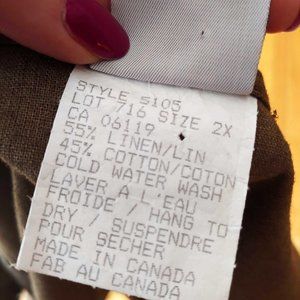 STYLE 5105
LOT 716 SIZE 2X
CA 06119
55% LINEN/LIN
45% COTTON/COTON
COLD WATER WASH
LAVER A L'EAU
FROIDE / HANG TO
DRY / SUSPENDRE
POUR SECHER
MADE IN CANADA
FAB AU CANADA